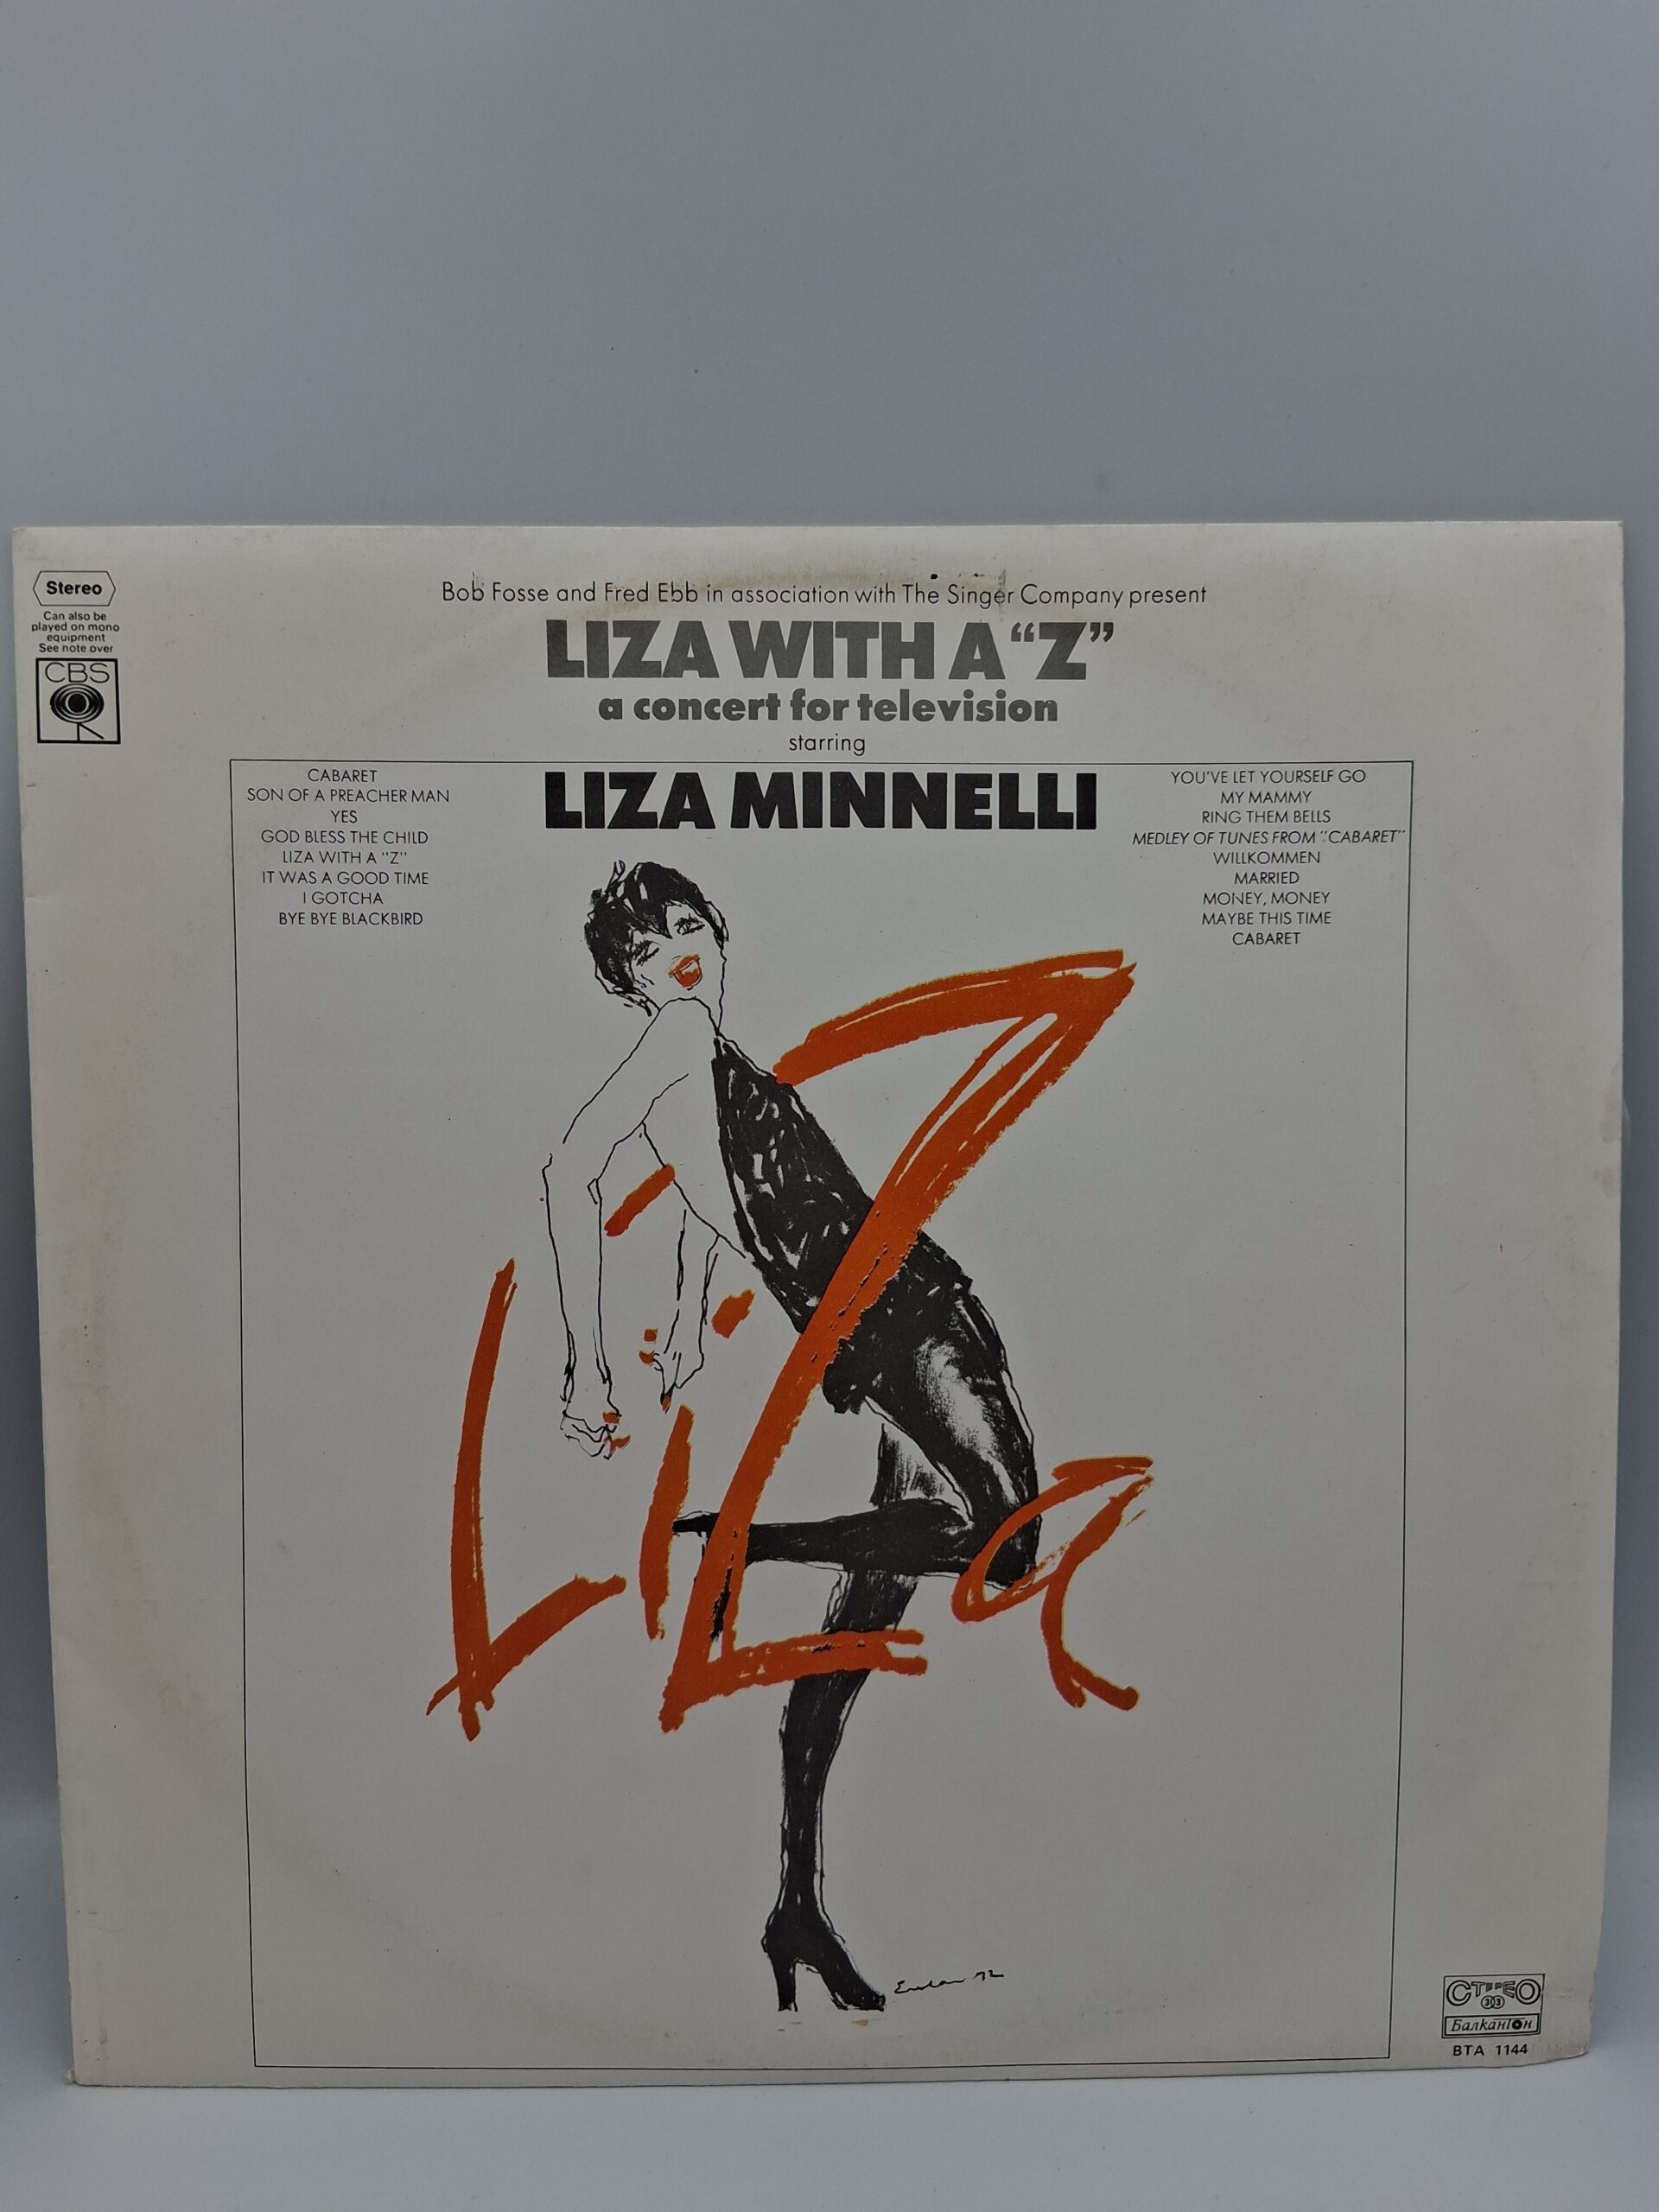 Stereo
Can also be
played on mono
equipment
See note over
CBS
Bob Fosse and Fred Ebb in association with The Singer Company present
LIZA WITH A “Z”
a concert for television
starring
LIZA MINNELLI
CABARET
SON OF A PREACHER MAN
YES
GOD BLESS THE CHILD
LIZA WITH A "Z"
IT WAS A GOOD TIME
I GOTCHA
BYE BYE BLACKBIRD
YOU'VE LET YOURSELF GO
MY MAMMY
RING THEM BELLS
MEDLEY OF TUNES FROM "CABARET"
WILLKOMMEN
MARRIED
MONEY, MONEY
MAYBE THIS TIME
CABARET
LiZa
72
СТЕРЕО
33
Балкантон
ВТА 1144